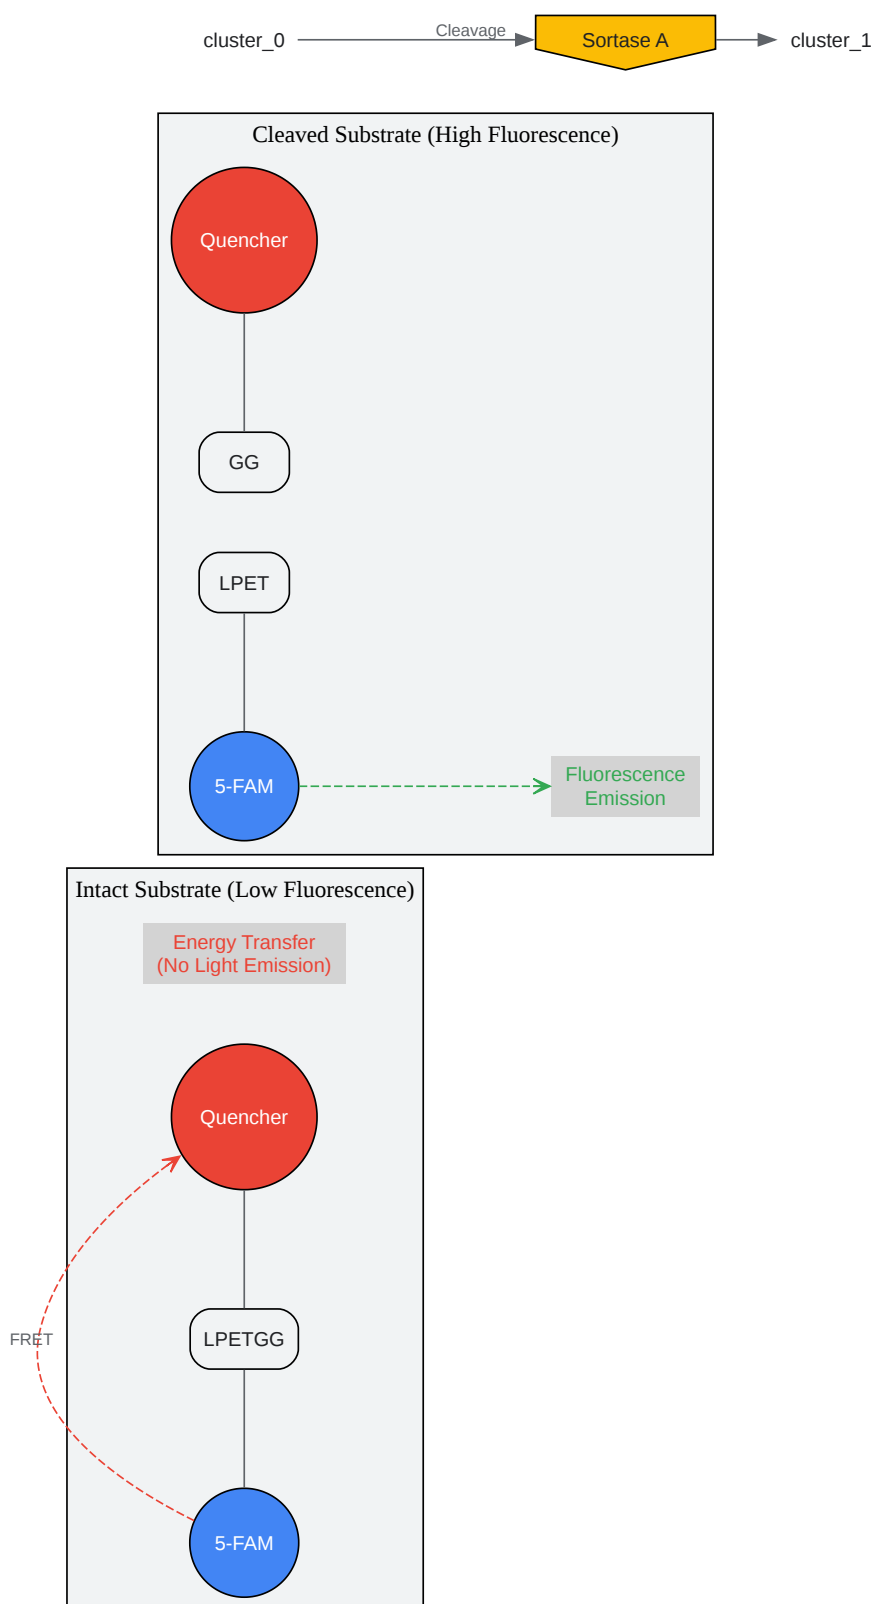 cluster_0
Cleavage
Sortase A
cluster_1
Cleaved Substrate (High Fluorescence)
Quencher
GG
LPET
5-FAM
Fluorescence
Emission
Intact Substrate (Low Fluorescence)
Energy Transfer
(No Light Emission)
Quencher
FRET
LPETGG
5-FAM